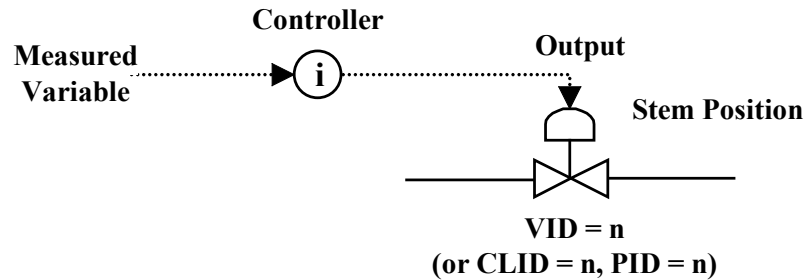 Controller
Measured
Variable
i
Output
Stem Position
VID = n
(or CLID = n, PID = n)